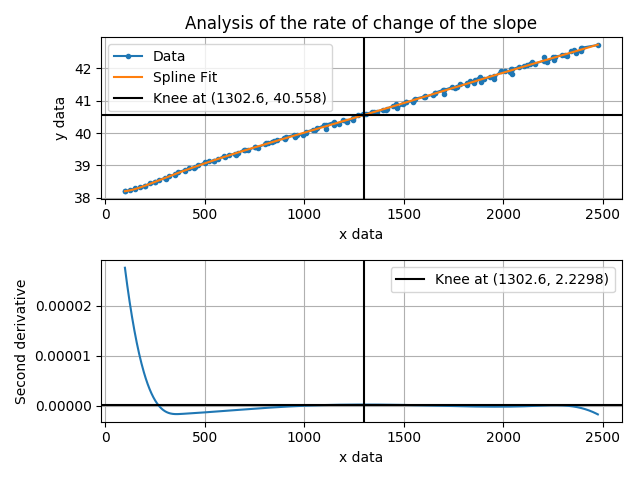 Analysis of the rate of change of the slope
Data
Spline Fit
Knee at (1302.6, 40.558)
y data
42
41
40
39
38
0 500 1000 1500 2000 2500
x data
Knee at (1302.6, 2.2298)
Second derivative
0.00002
0.00001
0.00000
0 500 1000 1500 2000 2500
x data